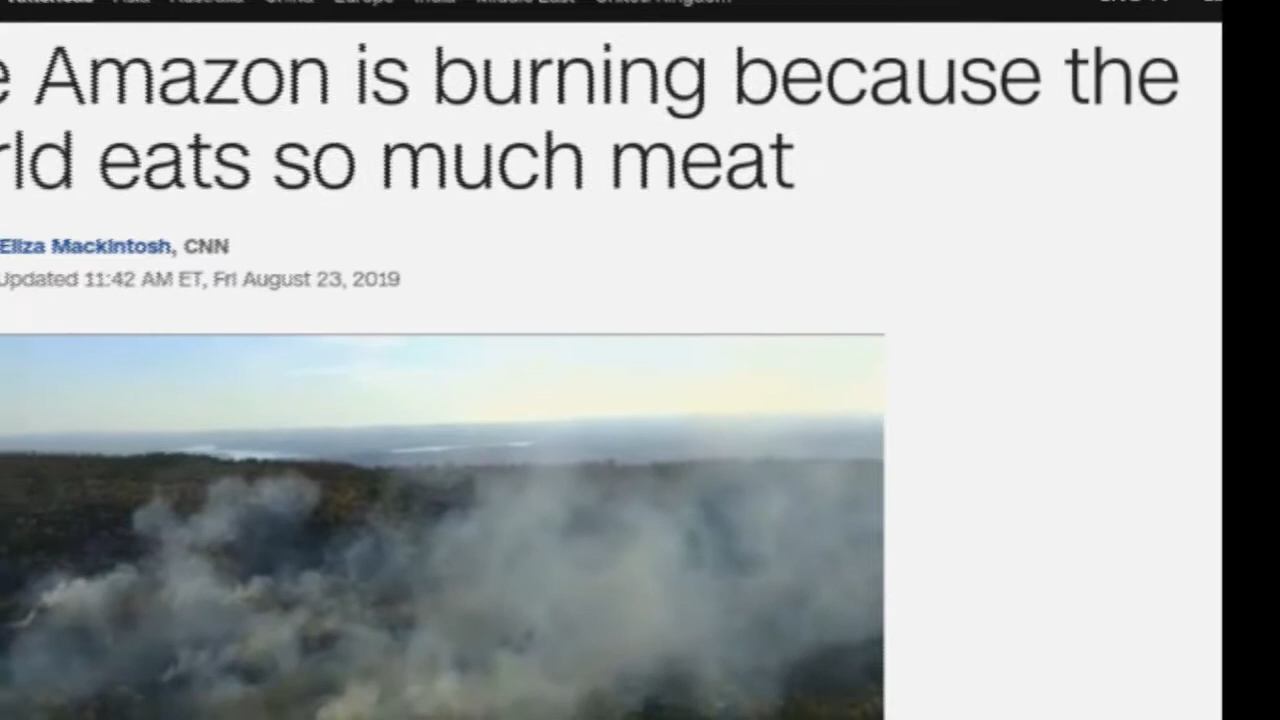 Amazon is burning because the
eats so much meat
Eliza Mackintosh, CNN
Updated 11:42 AM ET, Fri August 23, 2019